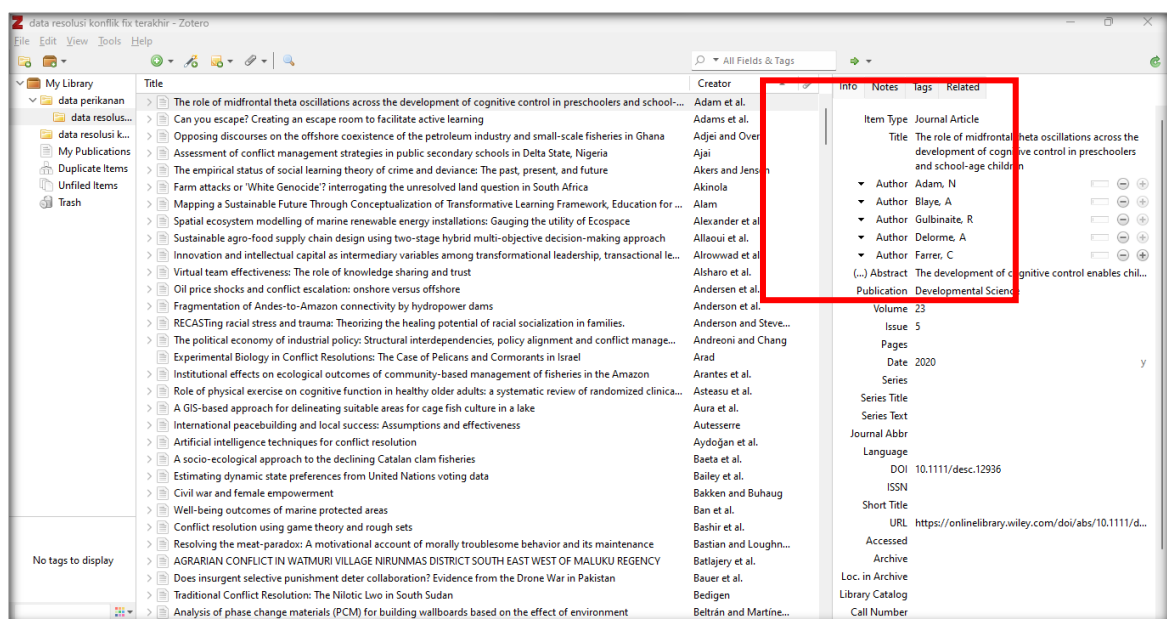 data resolusi konflik fix terakhir - Zotero
File Edit View Tools Help
All Fields & Tags
My Library
data perikanan
data resolus...
data resolusi k...
My Publications
Duplicate Items
Unfiled Items
Trash
No tags to display
Title Creator
The role of midfrontal theta oscillations across the development of cognitive control in preschoolers and school-... Adam et al.
Can you escape? Creating an escape room to facilitate active learning Adams et al.
Opposing discourses on the offshore coexistence of the petroleum industry and small-scale fisheries in Ghana Adjei and Over
Assessment of conflict management strategies in public secondary schools in Delta State, Nigeria Ajai
The empirical status of social learning theory of crime and deviance: The past, present, and future Akers and Jensen
Farm attacks or 'White Genocide'? interrogating the unresolved land question in South Africa Akinola
Mapping a Sustainable Future Through Conceptualization of Transformative Learning Framework, Education for ... Alam
Spatial ecosystem modelling of marine renewable energy installations: Gauging the utility of Ecospace Alexander et al
Sustainable agro-food supply chain design using two-stage hybrid multi-objective decision-making approach Allaoui et al.
Innovation and intellectual capital as intermediary variables among transformational leadership, transactional le... Alrowwad et al
Virtual team effectiveness: The role of knowledge sharing and trust Alsharo et al.
Oil price shocks and conflict escalation: onshore versus offshore Andersen et al.
Fragmentation of Andes-to-Amazon connectivity by hydropower dams Anderson et al.
RECASTing racial stress and trauma: Theorizing the healing potential of racial socialization in families. Anderson and Steve...
The political economy of industrial policy: Structural interdependencies, policy alignment and conflict manage... Andreoni and Chang
Experimental Biology in Conflict Resolutions: The Case of Pelicans and Cormorants in Israel Arad
Institutional effects on ecological outcomes of community-based management of fisheries in the Amazon Arantes et al.
Role of physical exercise on cognitive function in healthy older adults: a systematic review of randomized clinica... Asteasu et al.
A GIS-based approach for delineating suitable areas for cage fish culture in a lake Aura et al.
International peacebuilding and local success: Assumptions and effectiveness Autesserre
Artificial intelligence techniques for conflict resolution Aydoğan et al.
A socio-ecological approach to the declining Catalan clam fisheries Baeta et al.
Estimating dynamic state preferences from United Nations voting data Bailey et al.
Civil war and female empowerment Bakken and Buhaug
Well-being outcomes of marine protected areas Ban et al.
Conflict resolution using game theory and rough sets Bashir et al.
Resolving the meat-paradox: A motivational account of morally troublesome behavior and its maintenance Bastian and Loughn...
AGRARIAN CONFLICT IN WATMURI VILLAGE NIRUNMAS DISTRICT SOUTH EAST WEST OF MALUKU REGENCY Batlajery et al.
Does insurgent selective punishment deter collaboration? Evidence from the Drone War in Pakistan Bauer et al.
Traditional Conflict Resolution: The Nilotic Lwo in South Sudan Bedigen
Analysis of phase change materials (PCM) for building wallboards based on the effect of environment Beltrán and Martíne...
Info Notes Tags Related
Item Type Journal Article
Title The role of midfrontal theta oscillations across the
development of cognitive control in preschoolers
and school-age children
Author Adam, N
Author Blaye, A
Author Gulbinaite, R
Author Delorme, A
Author Farrer, C
(...) Abstract The development of cognitive control enables chil...
Publication Developmental Science
Volume 23
Issue 5
Pages
Date 2020 y
Series
Series Title
Series Text
Journal Abbr
Language
DOI 10.1111/desc.12936
ISSN
Short Title
URL https://onlinelibrary.wiley.com/doi/abs/10.1111/d...
Accessed
Archive
Loc. in Archive
Library Catalog
Call Number